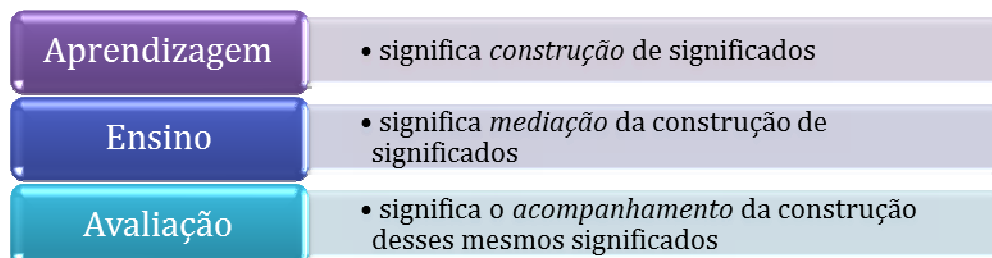 Aprendizagem
• significa construção de significados
Ensino
• significa mediação da construção de
significados
Avaliação
• significa o acompanhamento da construção
desses mesmos significados